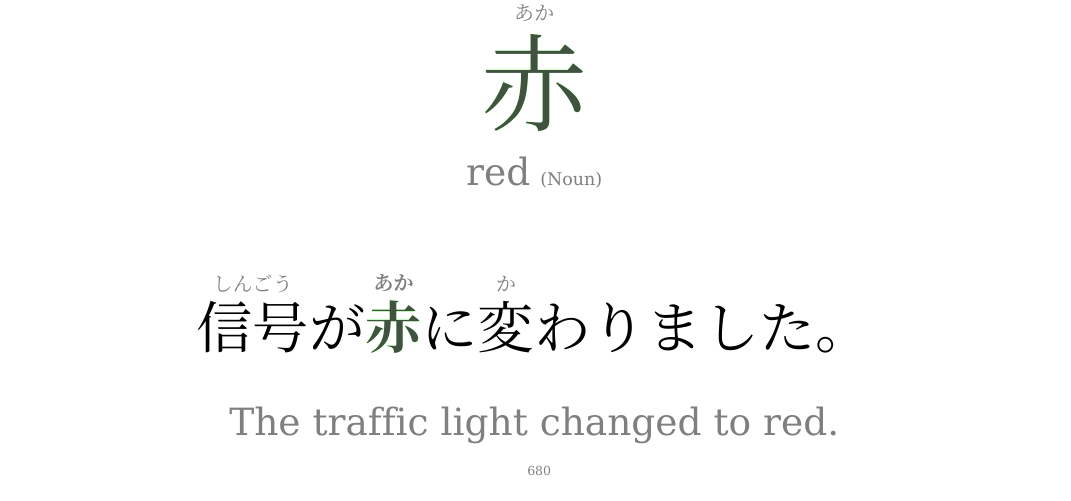 あか
赤
red (Noun)
しんごう あか か
信号が赤に変わりました。
The traffic light changed to red.
680